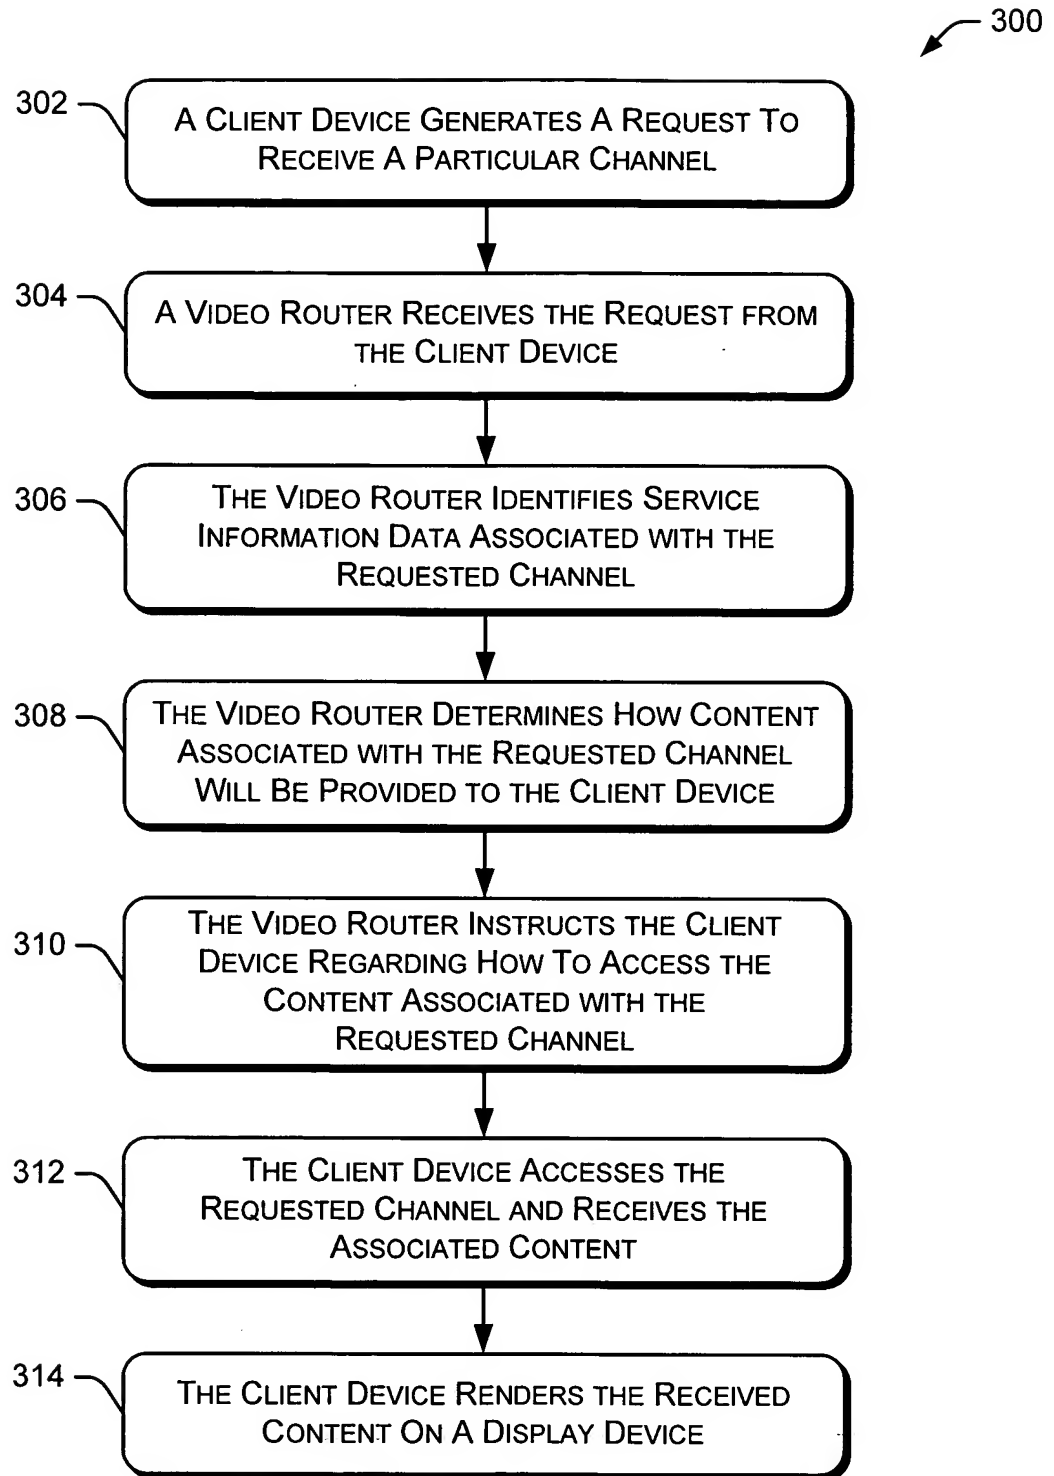 300
302
A CLIENT DEVICE GENERATES A REQUEST TO
RECEIVE A PARTICULAR CHANNEL
304
A VIDEO ROUTER RECEIVES THE REQUEST FROM
THE CLIENT DEVICE
306
THE VIDEO ROUTER IDENTIFIES SERVICE
INFORMATION DATA ASSOCIATED WITH THE
REQUESTED CHANNEL
308
THE VIDEO ROUTER DETERMINES HOW CONTENT
ASSOCIATED WITH THE REQUESTED CHANNEL
WILL BE PROVIDED TO THE CLIENT DEVICE
310
THE VIDEO ROUTER INSTRUCTS THE CLIENT
DEVICE REGARDING HOW TO ACCESS THE
CONTENT ASSOCIATED WITH THE
REQUESTED CHANNEL
312
THE CLIENT DEVICE ACCESSES THE
REQUESTED CHANNEL AND RECEIVES THE
ASSOCIATED CONTENT
314
THE CLIENT DEVICE RENDERS THE RECEIVED
CONTENT ON A DISPLAY DEVICE